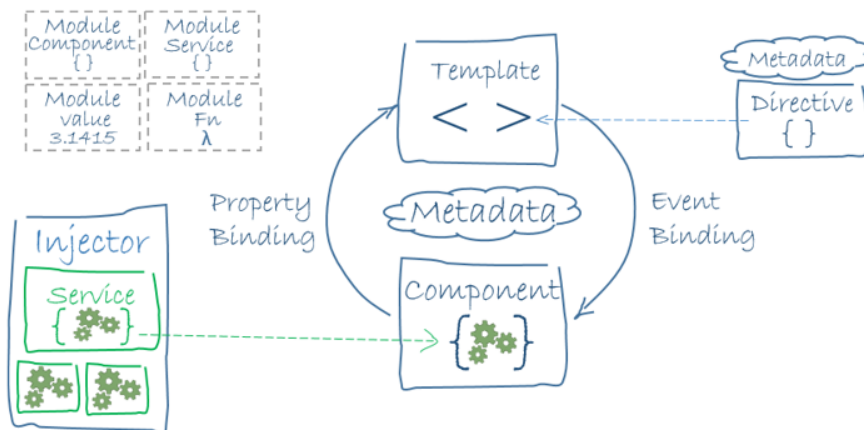 Module
Component
{ }
Module
Service
{ }
Module
value
3.1415
Module
Fn
λ
Template
< >
Metadata
Directive
{ }
Property
Binding
Metadata
Event
Binding
Injector
Service
{ }
Component
{ }